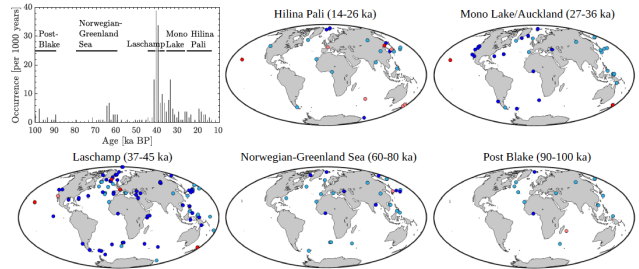 Hilina Pali (14-26 ka)
Mono Lake/Auckland (27-36 ka)
Occurrence [per 1000 years]
40
20
0
Post-
Blake
Norwegian-
Greenland
Sea
Laschamp
Mono
Lake
Hilina
Pali
100 90 80 70 60 50 40 30 20 10
Age [ka BP]
Laschamp (37-45 ka)
Norwegian-Greenland Sea (60-80 ka)
Post Blake (90-100 ka)